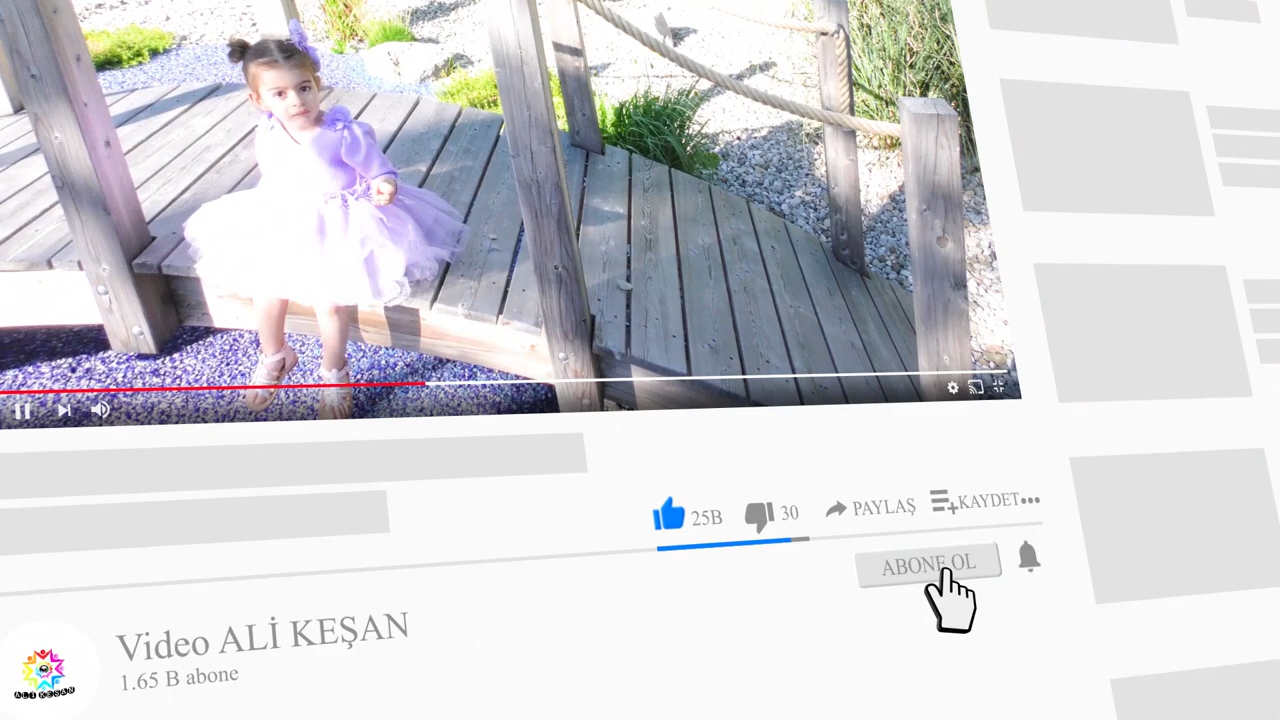 25B
30
PAYLAŞ
KAYDET
ABONE OL
Video ALİ KEŞAN
1.65 B abone
ALİ KEŞAN